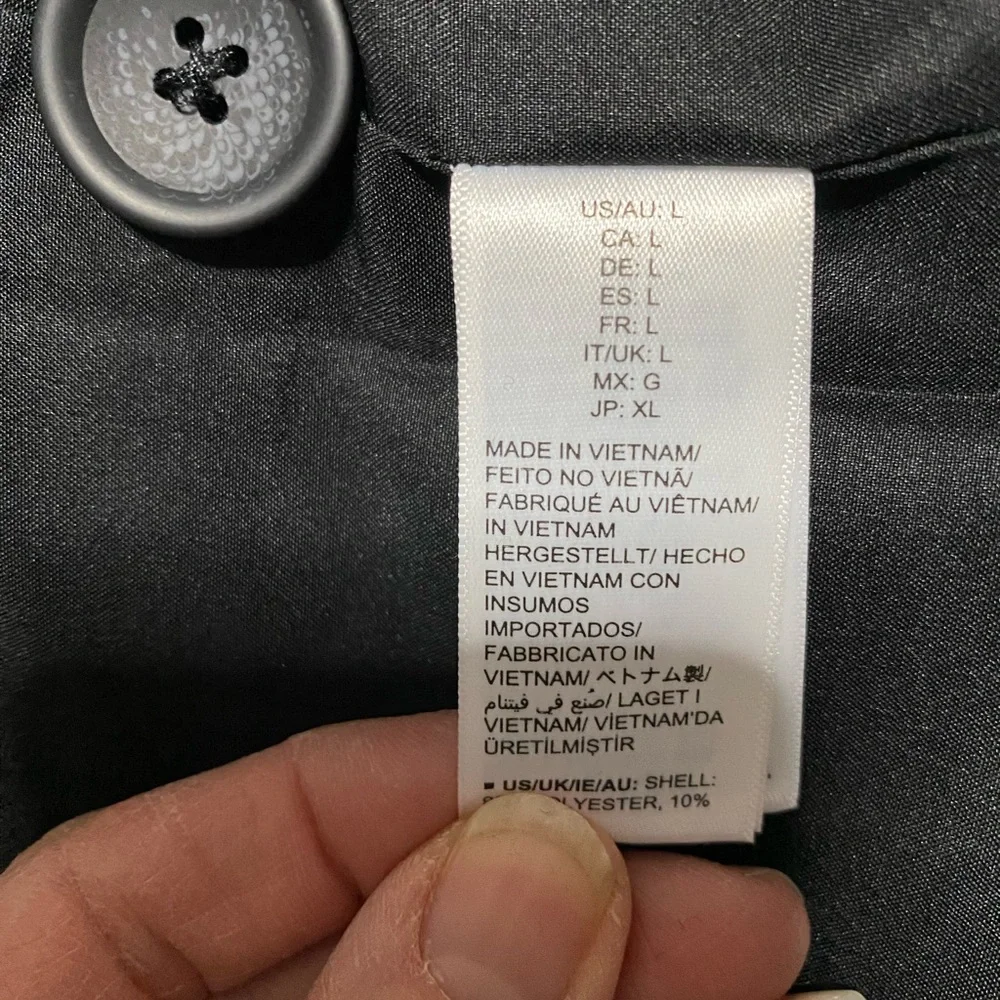 US/AU: L
CA: L
DE: L
ES: L
FR: L
IT/UK: L
MX: G
JP: XL
MADE IN VIETNAM/
FEITO NO VIETNÃ/
FABRIQUÉ AU VIÊTNAM/
IN VIETNAM
HERGESTELLT/ HECHO
EN VIETNAM CON
INSUMOS
IMPORTADOS/
FABBRICATO IN
VIETNAM/ ベトナム製/
صُنع في فيتنام/ LAGET I
VIETNAM/ VİETNAM'DA
ÜRETİLMİŞTİR
US/UK/IE/AU: SHELL:
10%